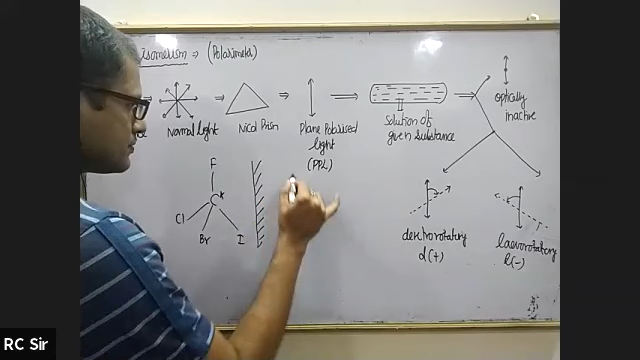 Isomerism ⇒ (Polarimeter)
Normal light
Nicol Prism
Plane Polarised
light
(PPL)
solution of
given substance
optically
inactive
F
C*
Cl
Br
I
dextrorotatory
d(+)
laevorotatory
l(-)
RC Sir